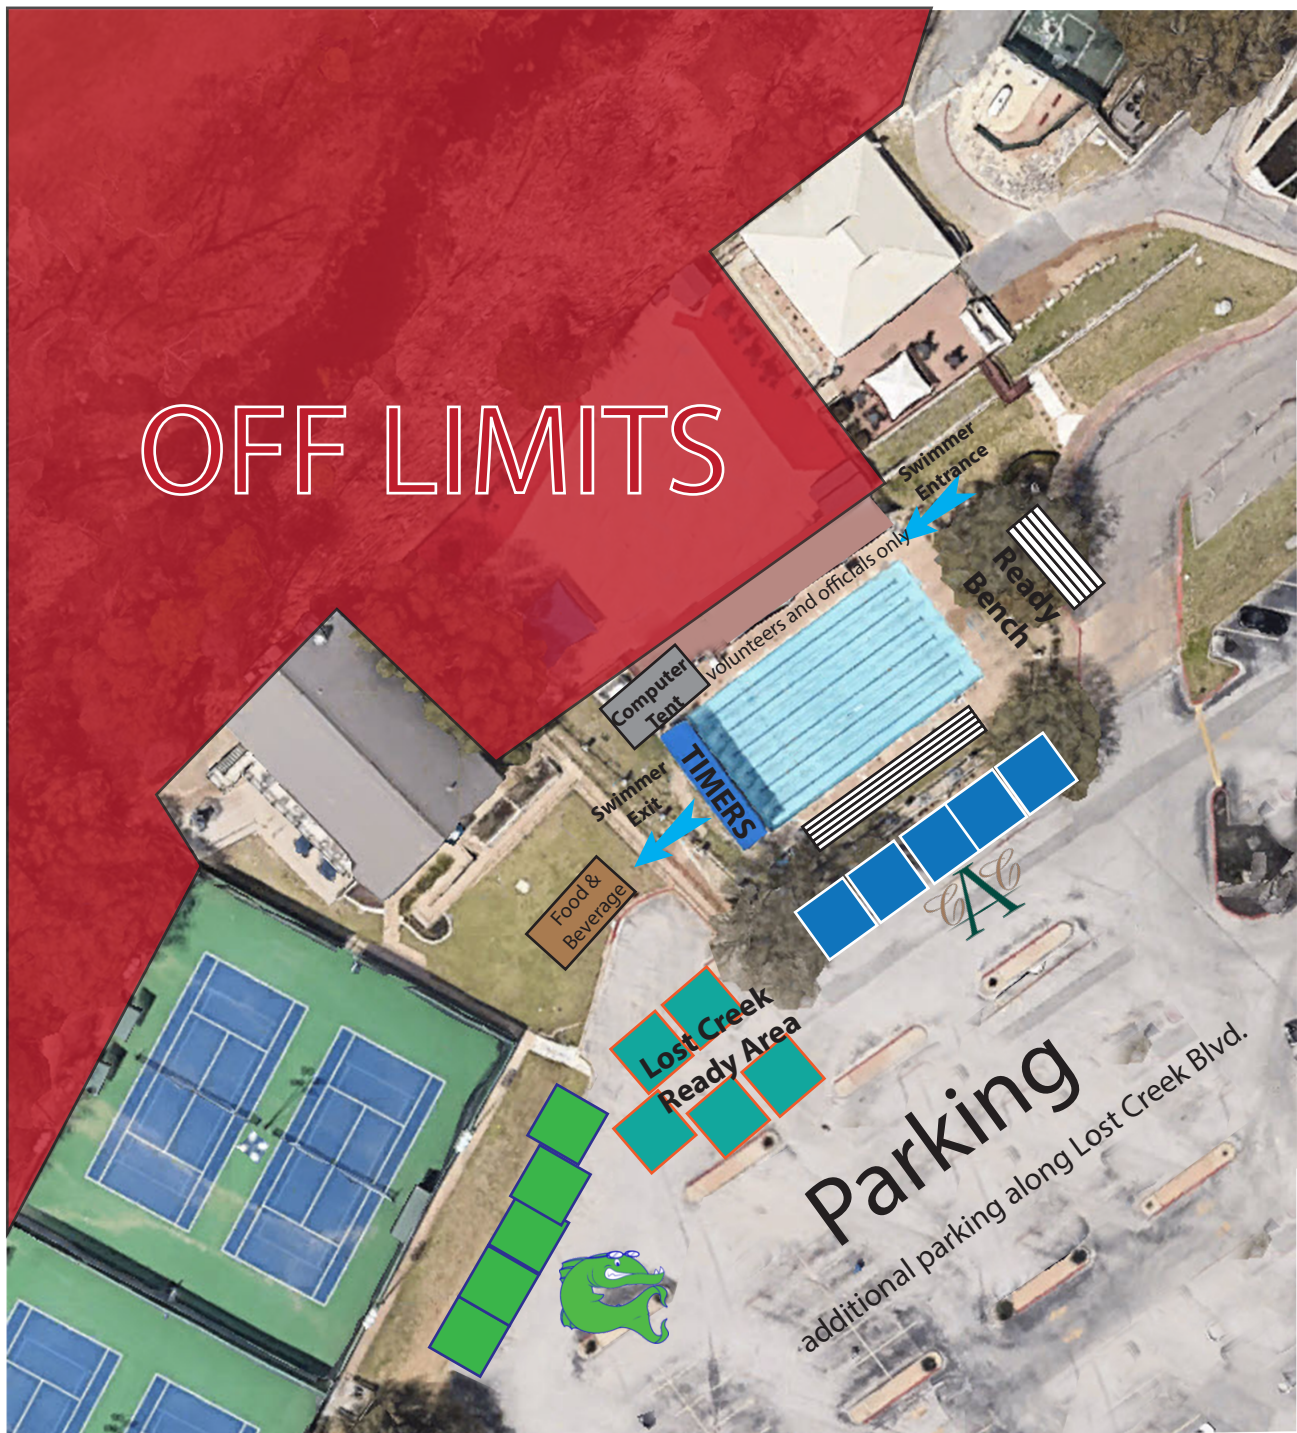 OFF LIMITS
Swimmer
Entrance
volunteers and officials only
Ready
Bench
Computer
Tent
TIMERS
Swimmer
Exit
Food &
Beverage
ACC
Lost Creek
Ready Area
Parking
additional parking along Lost Creek Blvd.